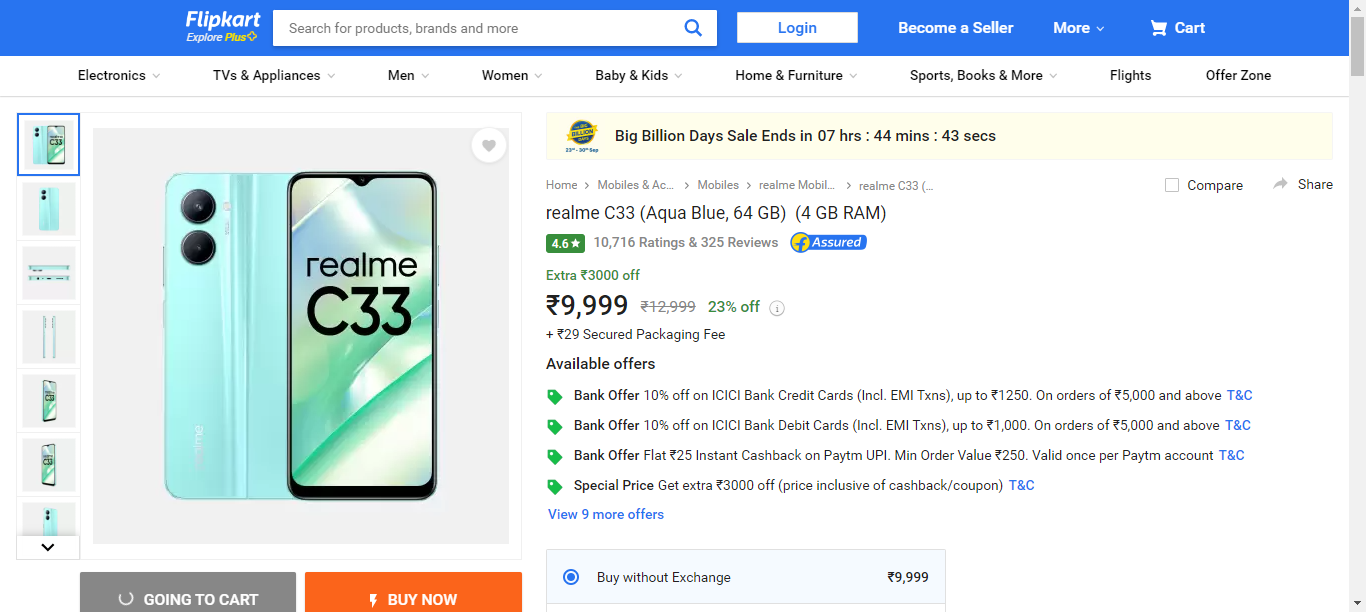 Flipkart
Explore Plus
Search for products, brands and more
Login
Become a Seller
More
Cart
Electronics
TVs & Appliances
Men
Women
Baby & Kids
Home & Furniture
Sports, Books & More
Flights
Offer Zone
Big Billion Days Sale Ends in 07 hrs : 44 mins : 43 secs
Home
Mobiles & Ac...
Mobiles
realme Mobil...
realme C33 (...
Compare
Share
realme C33 (Aqua Blue, 64 GB) (4 GB RAM)
4.6★
10,716 Ratings & 325 Reviews
Assured
Extra ₹3000 off
₹9,999 ₹12,999 23% off
+ ₹29 Secured Packaging Fee
Available offers
Bank Offer 10% off on ICICI Bank Credit Cards (Incl. EMI Txns), up to ₹1250. On orders of ₹5,000 and above T&C
Bank Offer 10% off on ICICI Bank Debit Cards (Incl. EMI Txns), up to ₹1,000. On orders of ₹5,000 and above T&C
Bank Offer Flat ₹25 Instant Cashback on Paytm UPI. Min Order Value ₹250. Valid once per Paytm account T&C
Special Price Get extra ₹3000 off (price inclusive of cashback/coupon) T&C
View 9 more offers
Buy without Exchange ₹9,999
realme
C33
realme
GOING TO CART
BUY NOW